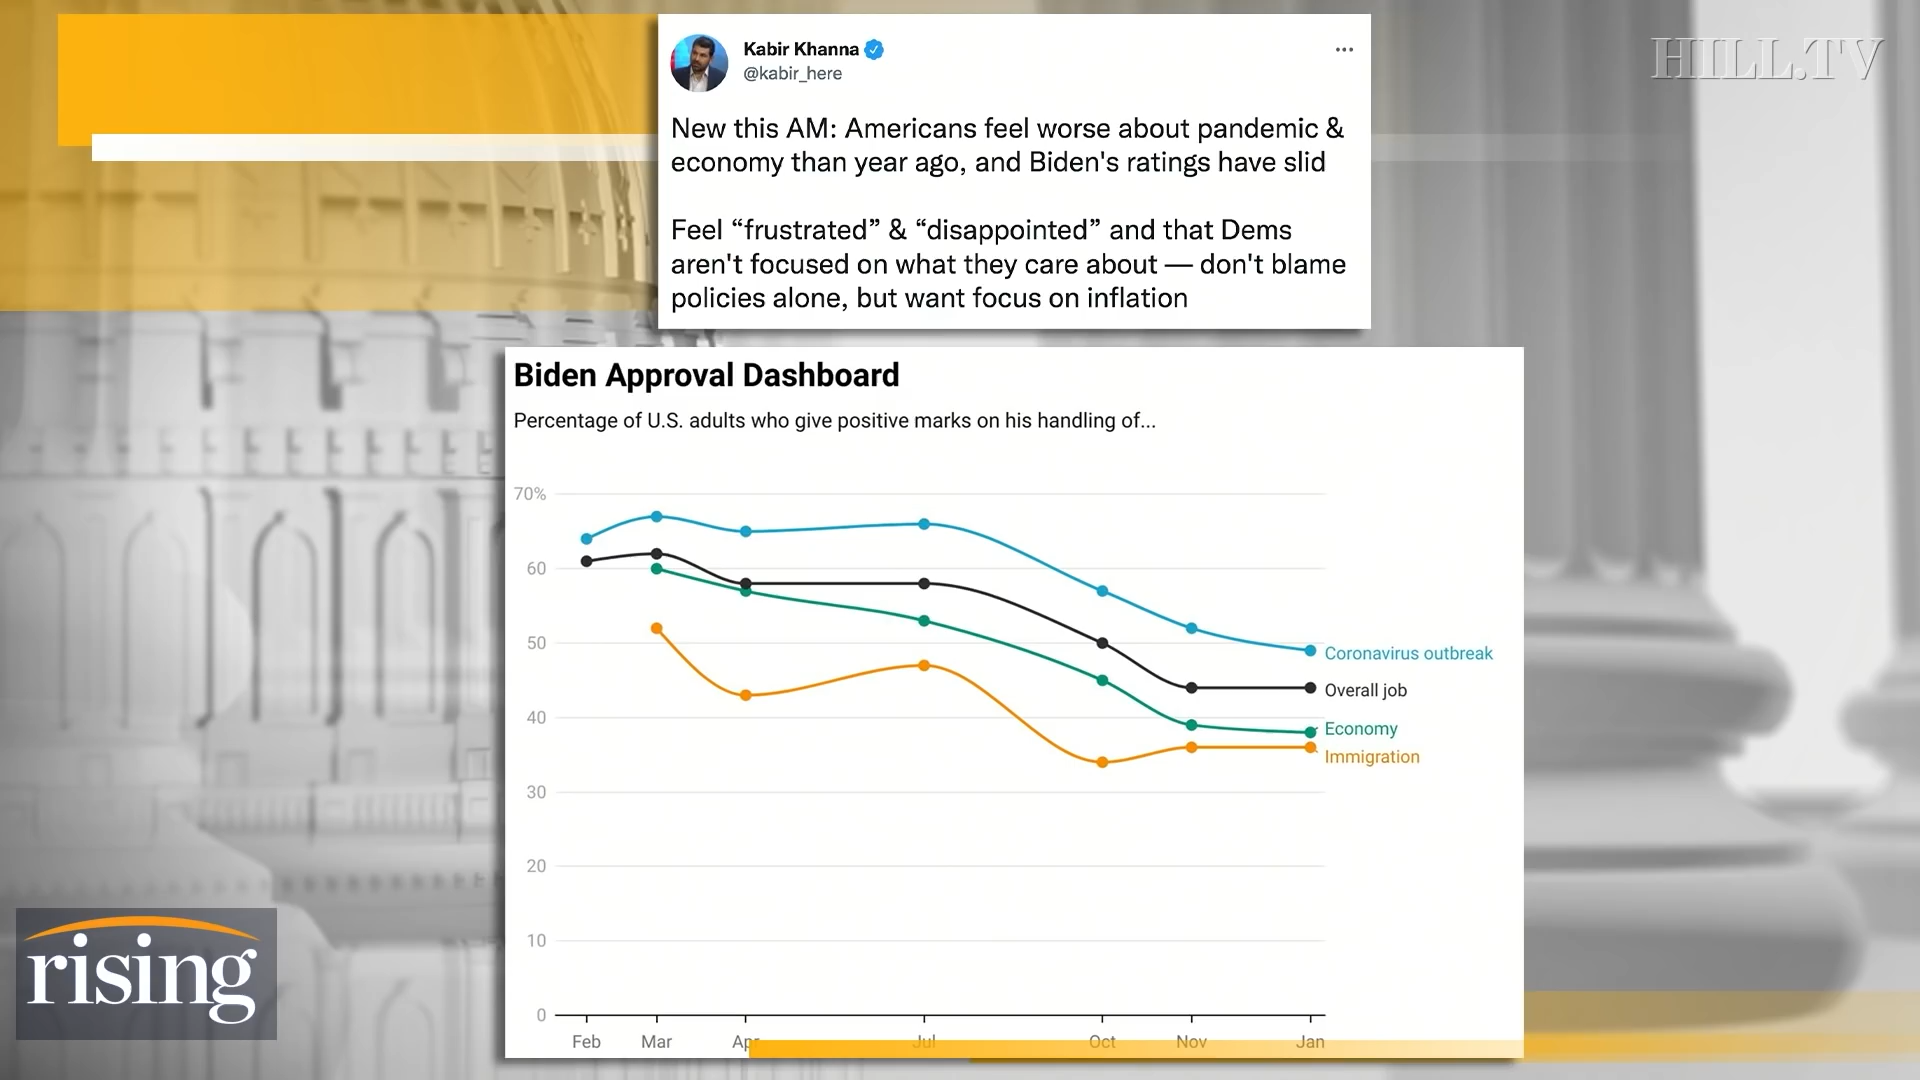 Kabir Khanna
@kabir_here
HILL.TV
New this AM: Americans feel worse about pandemic &
economy than year ago, and Biden's ratings have slid
Feel “frustrated” & “disappointed” and that Dems
aren't focused on what they care about — don't blame
policies alone, but want focus on inflation
Biden Approval Dashboard
Percentage of U.S. adults who give positive marks on his handling of...
70%
60
50
Coronavirus outbreak
Overall job
40
Economy
Immigration
30
20
10
0
Feb Mar Apr Jul Oct Nov Jan
rising